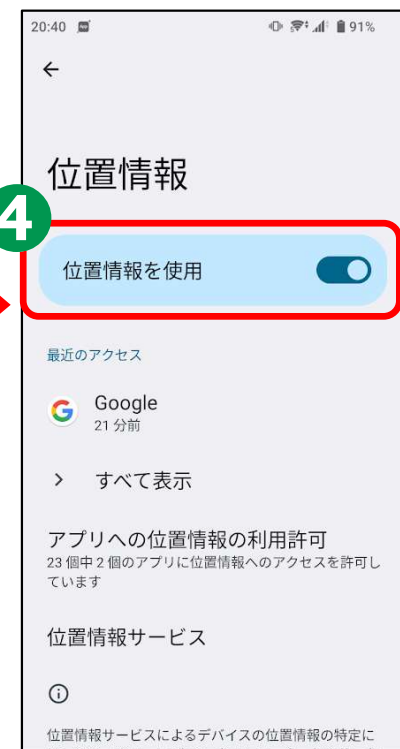 20:40 91%
位置情報
4
位置情報を使用
最近のアクセス
Google
21 分前
すべて表示
アプリへの位置情報の利用許可
23 個中 2 個のアプリに位置情報へのアクセスを許可し
ています
位置情報サービス
位置情報サービスによるデバイスの位置情報の特定に